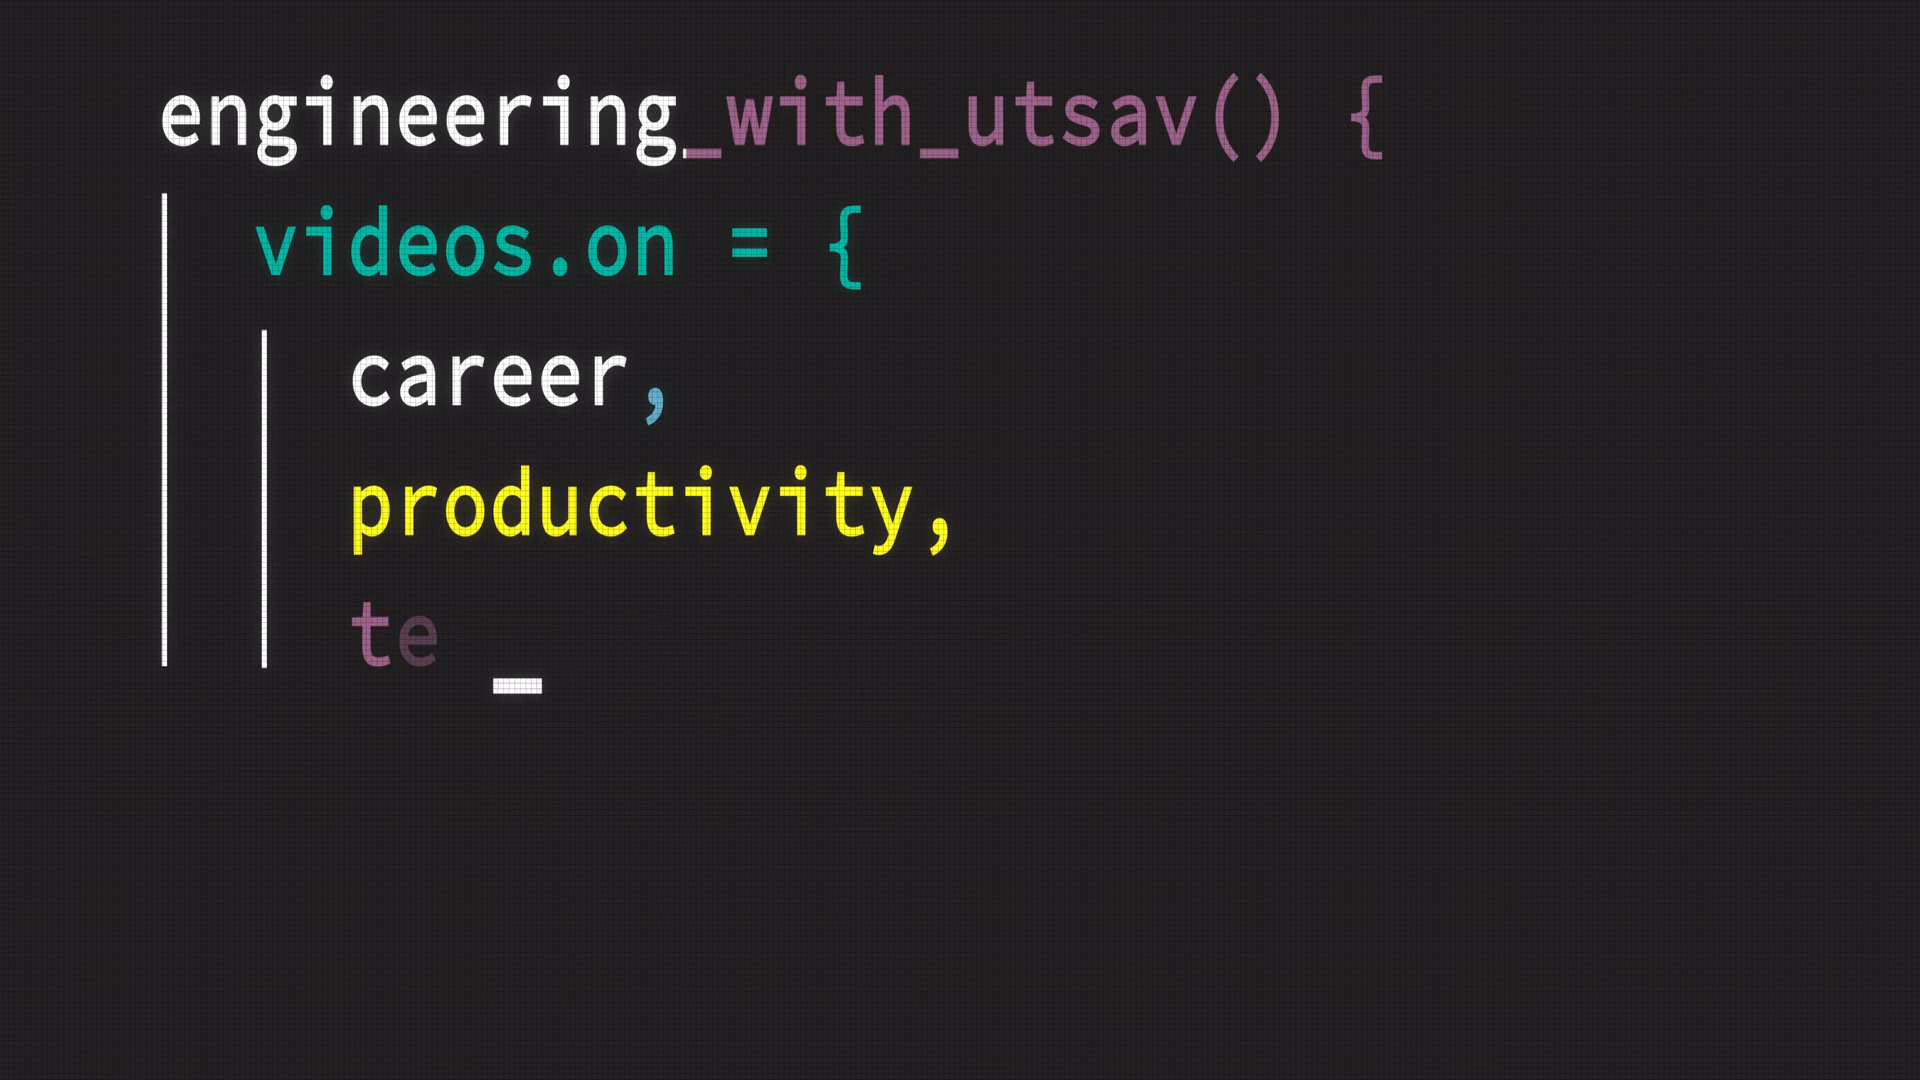 engineering_with_utsav() {
videos.on = {
career,
productivity,
te _